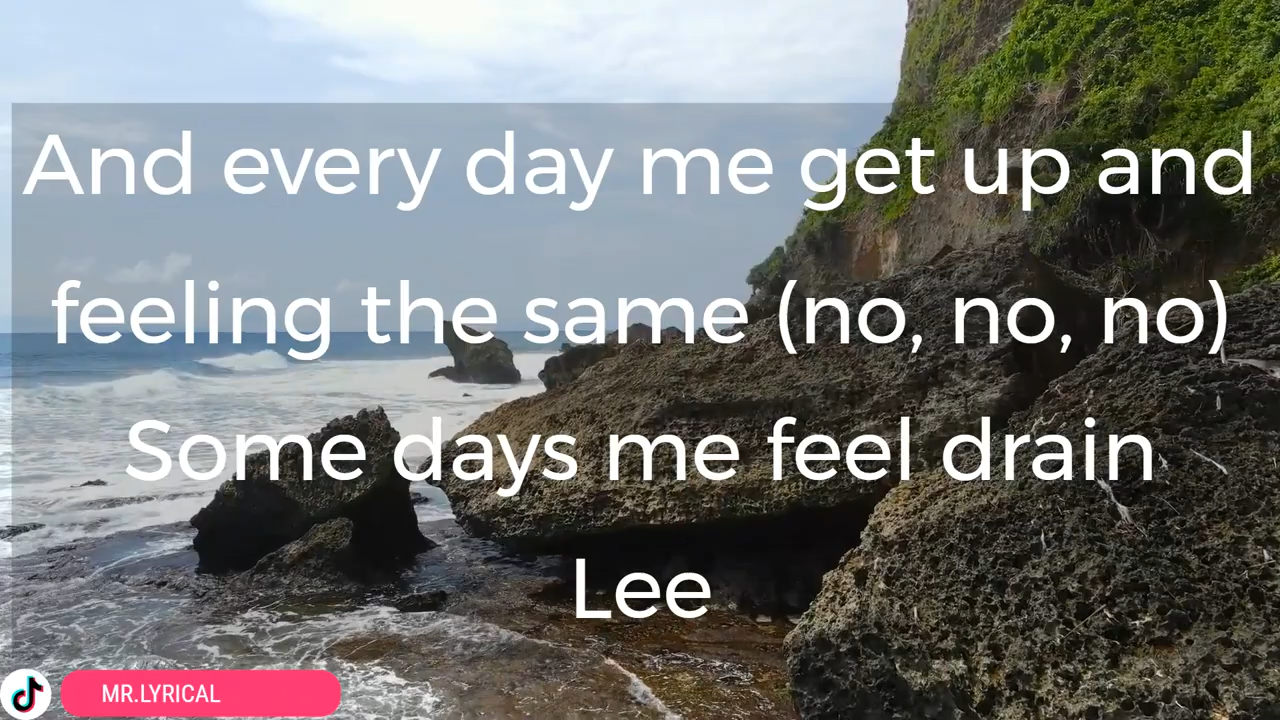 And every day me get up and
feeling the same (no, no, no)
Some days me feel drain
Lee
MR.LYRICAL